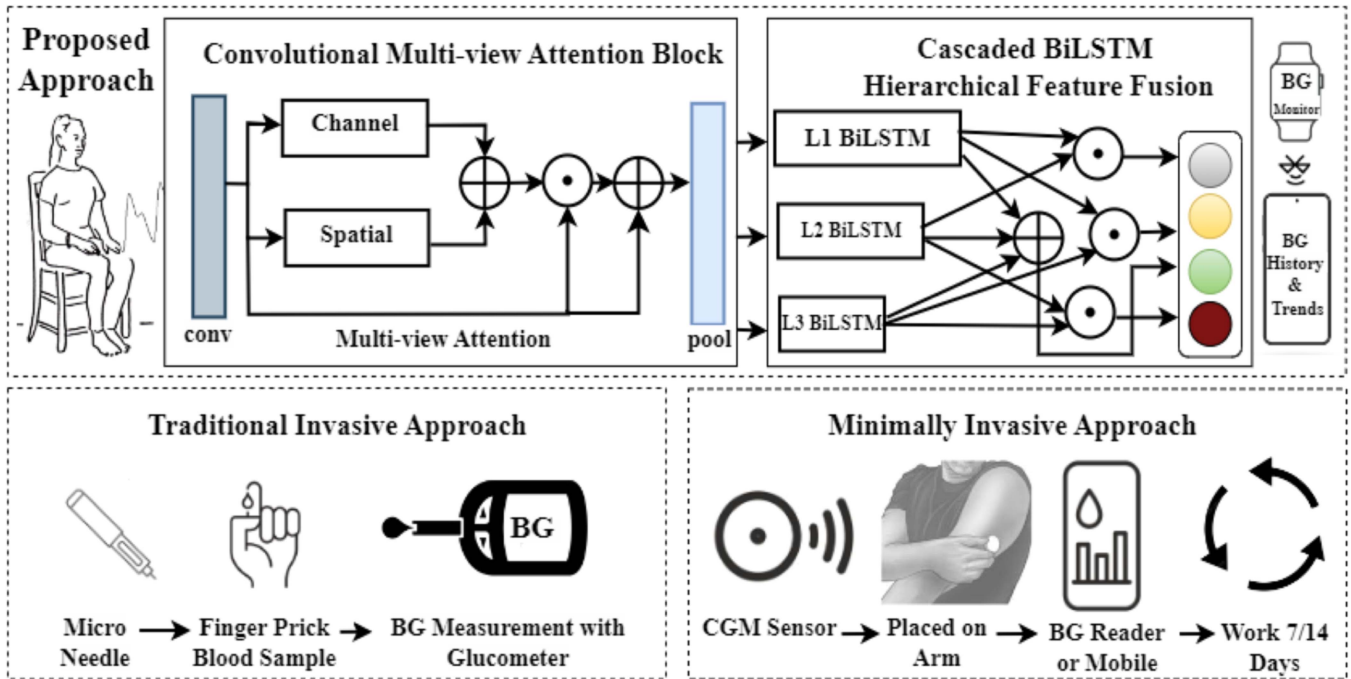 Proposed
Approach
Convolutional Multi-view Attention Block
Channel
Spatial
conv
Multi-view Attention
pool
Cascaded BiLSTM
Hierarchical Feature Fusion
L1 BiLSTM
L2 BiLSTM
L3 BiLSTM
BG
Monitor
BG
History
&
Trends
Traditional Invasive Approach
BG
Micro
Needle
Finger Prick
Blood Sample
BG Measurement with
Glucometer
Minimally Invasive Approach
CGM Sensor
Placed on
Arm
BG Reader
or Mobile
Work 7/14
Days